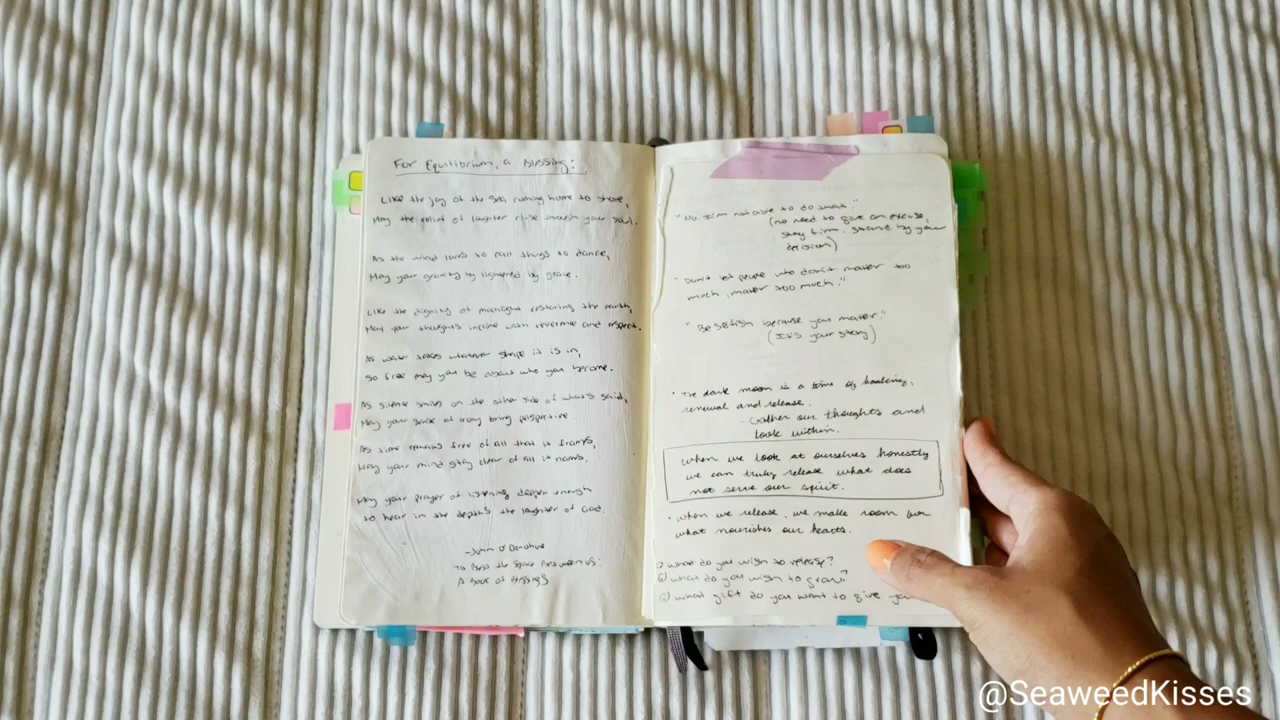 For Equilibrium, a Blessing:
Like the joy of the sea coming home to shore,
May the relief of laughter rinse through your soul.
As the wind loves to call things to dance,
May your gravity by lightened by grace.
Like the dignity of moonlight restoring the earth,
May your thoughts incline with reverence and respect.
As water takes whatever shape it is in,
so free may you be about who you become.
As silence smiles on the other side of what's said,
May your sense of irony bring perspective.
As time remains free of all that it frames,
May your mind stay clear of all it names.
May your prayer of listening deepen enough
to hear in the depths the laughter of God.
-John O'Donohue
To Bless the Space Between Us:
A Book of Blessings
"No. I'm not able to do that."
(no need to give an excuse,
stay firm. stand by your
decision)
"Don't let people who don't matter too
much, matter too much."
"Be selfish because you matter."
(It's your story)
• The dark moon is a time of healing,
renewal and release.
- Gather our thoughts and
look within.
when we look at ourselves honestly
we can truly release what does
not serve our spirit.
• when we release, we make room for
what nourishes our hearts.
what do you wish to release?
what do you wish to grow?
what gift do you want to give
@SeaweedKisses